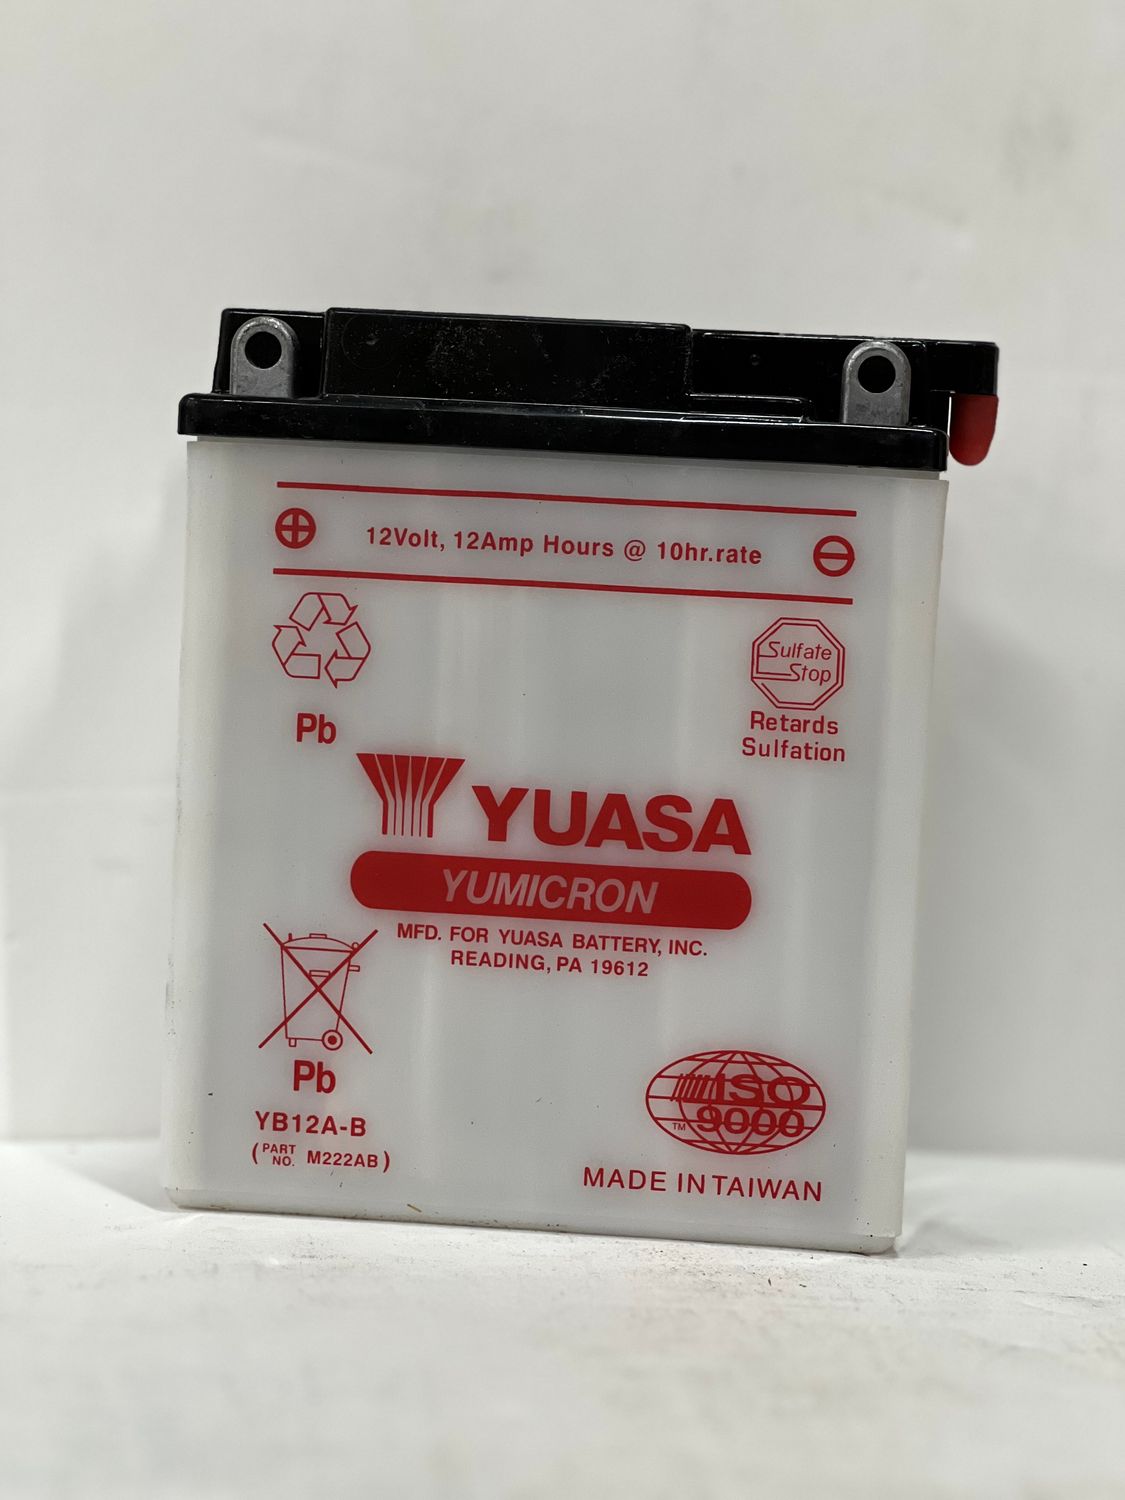 12Volt, 12Amp Hours @ 10hr.rate
Pb
Sulfate
Stop
Retards
Sulfation
YUASA
YUMICRON
MFD. FOR YUASA BATTERY, INC.
READING, PA 19612
Pb
YB12A-B
(PART NO. M222AB)
ISO
9000
TM
MADE IN TAIWAN